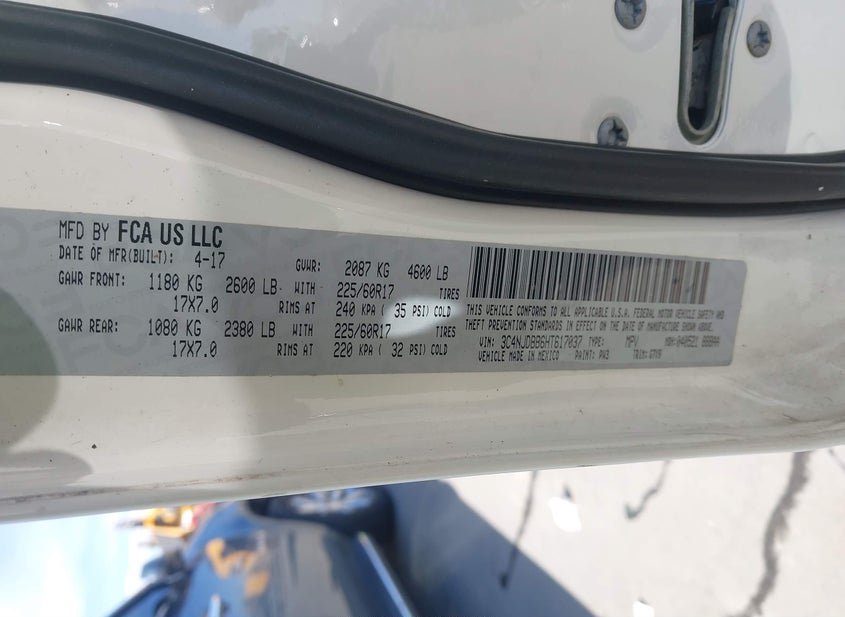 MFD BY FCA US LLC
DATE OF MFR(BUILT): 4-17 GVWR: 2087 KG 4600 LB
GAWR FRONT: 1180 KG 2600 LB WITH 225/60R17 TIRES
17X7.0 RIMS AT 240 KPA ( 35 PSI) COLD
GAWR REAR: 1080 KG 2380 LB WITH 225/60R17 TIRES
17X7.0 RIMS AT 220 KPA ( 32 PSI) COLD
THIS VEHICLE CONFORMS TO ALL APPLICABLE U.S.A. FEDERAL MOTOR VEHICLE SAFETY AND
THEFT PREVENTION STANDARDS IN EFFECT ON THE DATE OF MANUFACTURE SHOWN ABOVE.
VIN: 3C4NJDBB6HT617037 TYPE: MPV MDH: 040521
VEHICLE MADE IN MEXICO PAINT: PW3 TRIM: